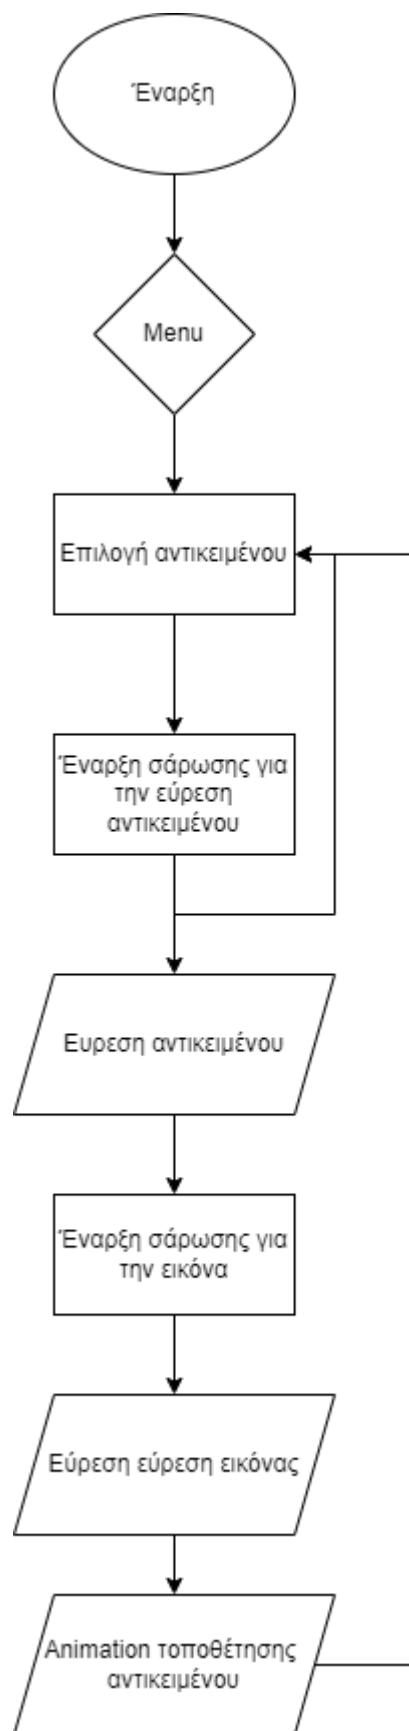 Έναρξη
Menu
Επιλογή αντικειμένου
Έναρξη σάρωσης για
την εύρεση
αντικειμένου
Ευρεση αντικειμένου
Έναρξη σάρωσης για
την εικόνα
Εύρεση εύρεση εικόνας
Animation τοποθέτησης
αντικειμένου